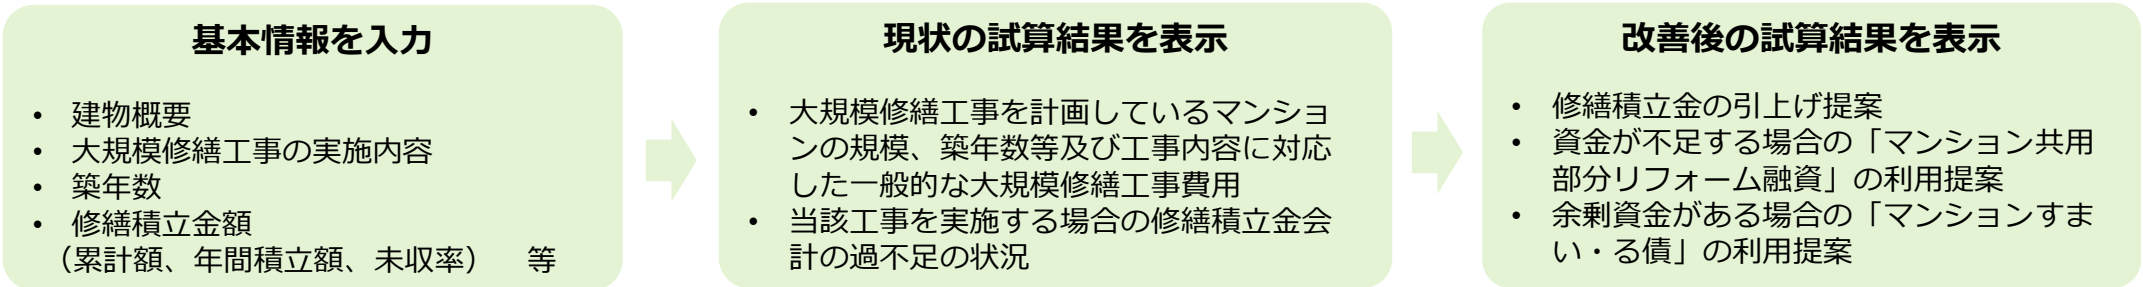 基本情報を入力
• 建物概要
• 大規模修繕工事の実施内容
• 築年数
• 修繕積立金額
（累計額、年間積立額、未収率）　等
現状の試算結果を表示
• 大規模修繕工事を計画しているマンショ
ンの規模、築年数等及び工事内容に対応
した一般的な大規模修繕工事費用
• 当該工事を実施する場合の修繕積立金会
計の過不足の状況
改善後の試算結果を表示
• 修繕積立金の引上げ提案
• 資金が不足する場合の「マンション共用
部分リフォーム融資」の利用提案
• 余剰資金がある場合の「マンションすま
い・る債」の利用提案